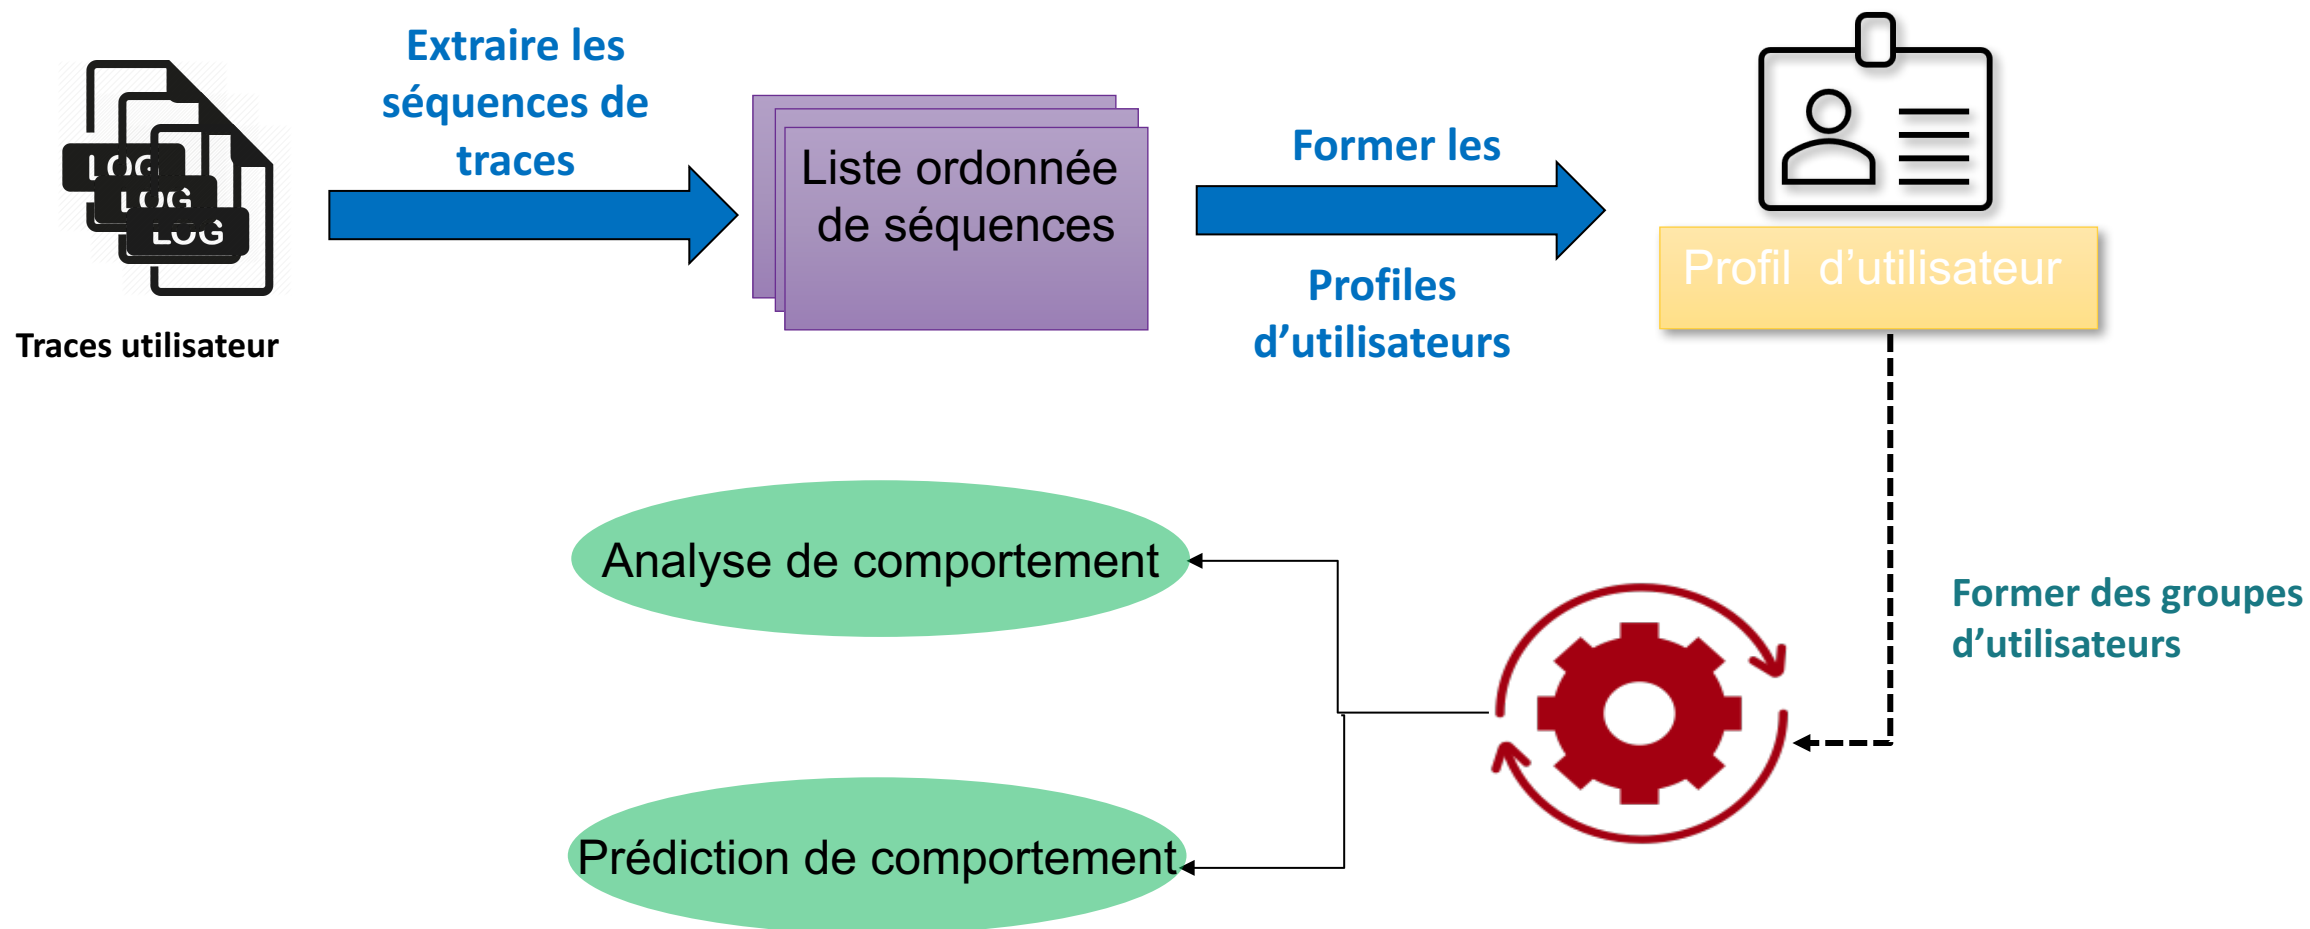 Extraire les
séquences de
traces
LOG
LOG
LOG
Traces utilisateur
Liste ordonnée
de séquences
Former les
Profiles
d’utilisateurs
Profil d’utilisateur
Former des groupes
d’utilisateurs
Analyse de comportement
Prédiction de comportement